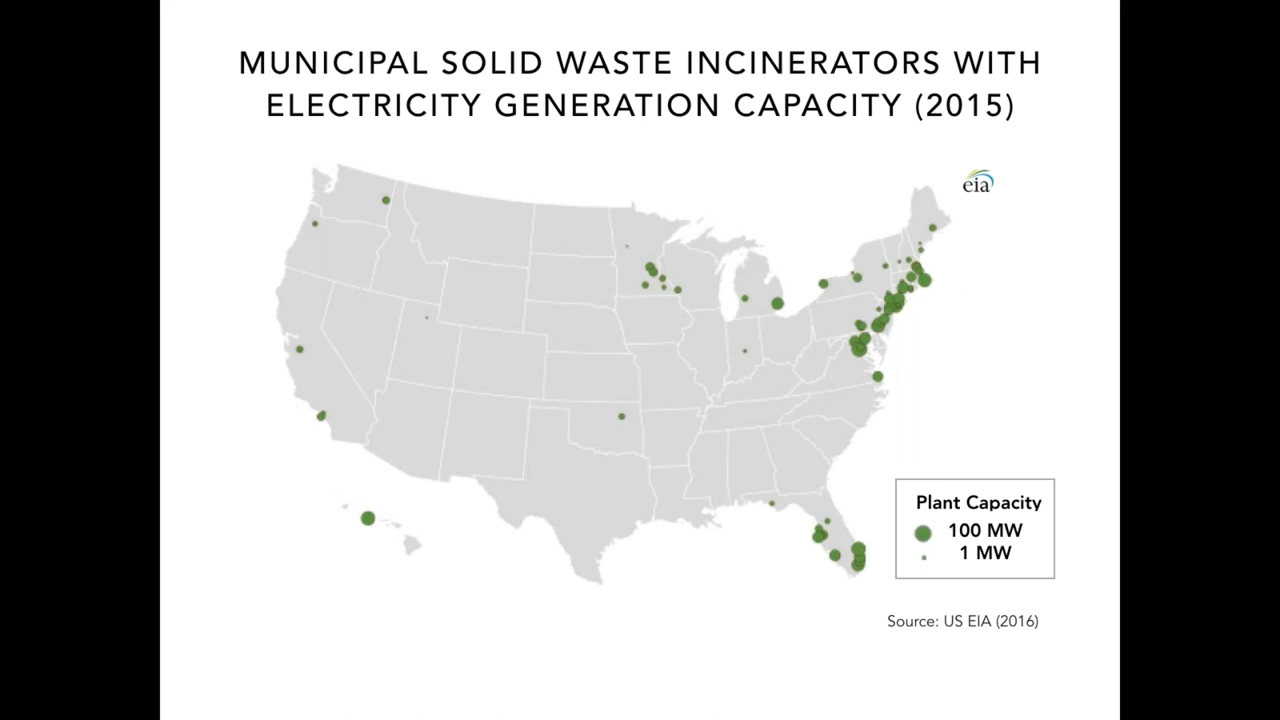 MUNICIPAL SOLID WASTE INCINERATORS WITH
ELECTRICITY GENERATION CAPACITY (2015)
eia
Plant Capacity
100 MW
1 MW
Source: US EIA (2016)